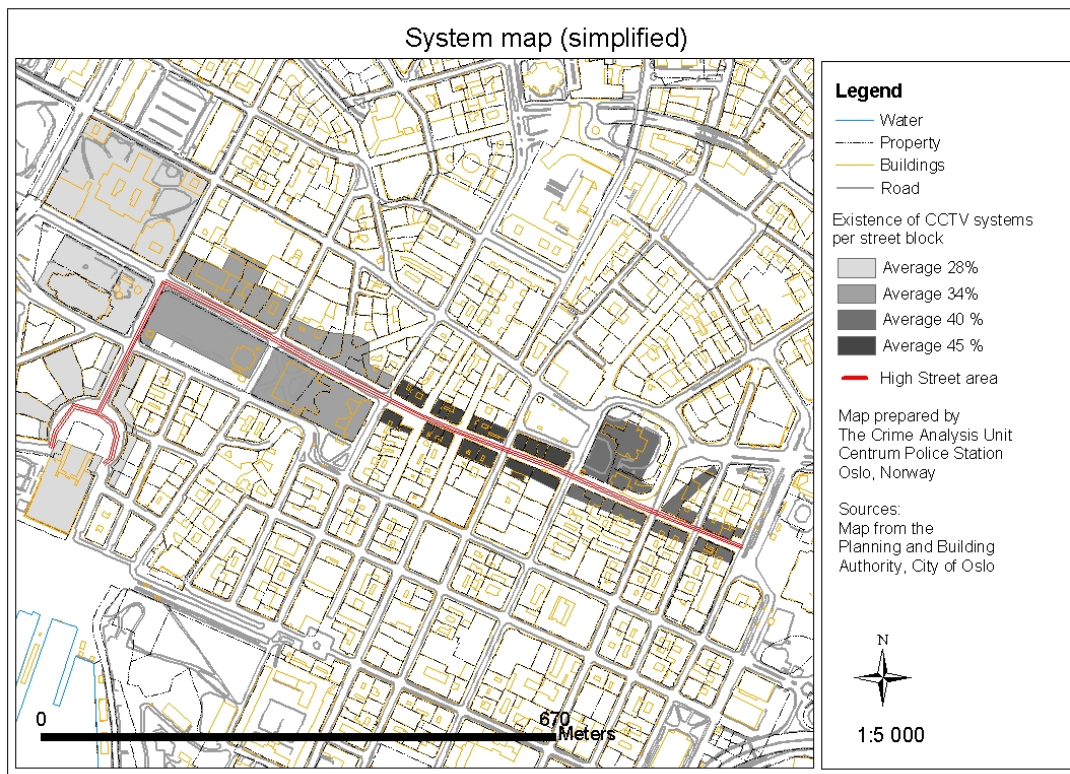 System map (simplified)
Legend
Water
Property
Buildings
Road
Existence of CCTV systems
per street block
Average 28%
Average 34%
Average 40 %
Average 45 %
High Street area
Map prepared by
The Crime Analysis Unit
Centrum Police Station
Oslo, Norway
Sources:
Map from the
Planning and Building
Authority, City of Oslo
N
1:5 000
0
670
Meters